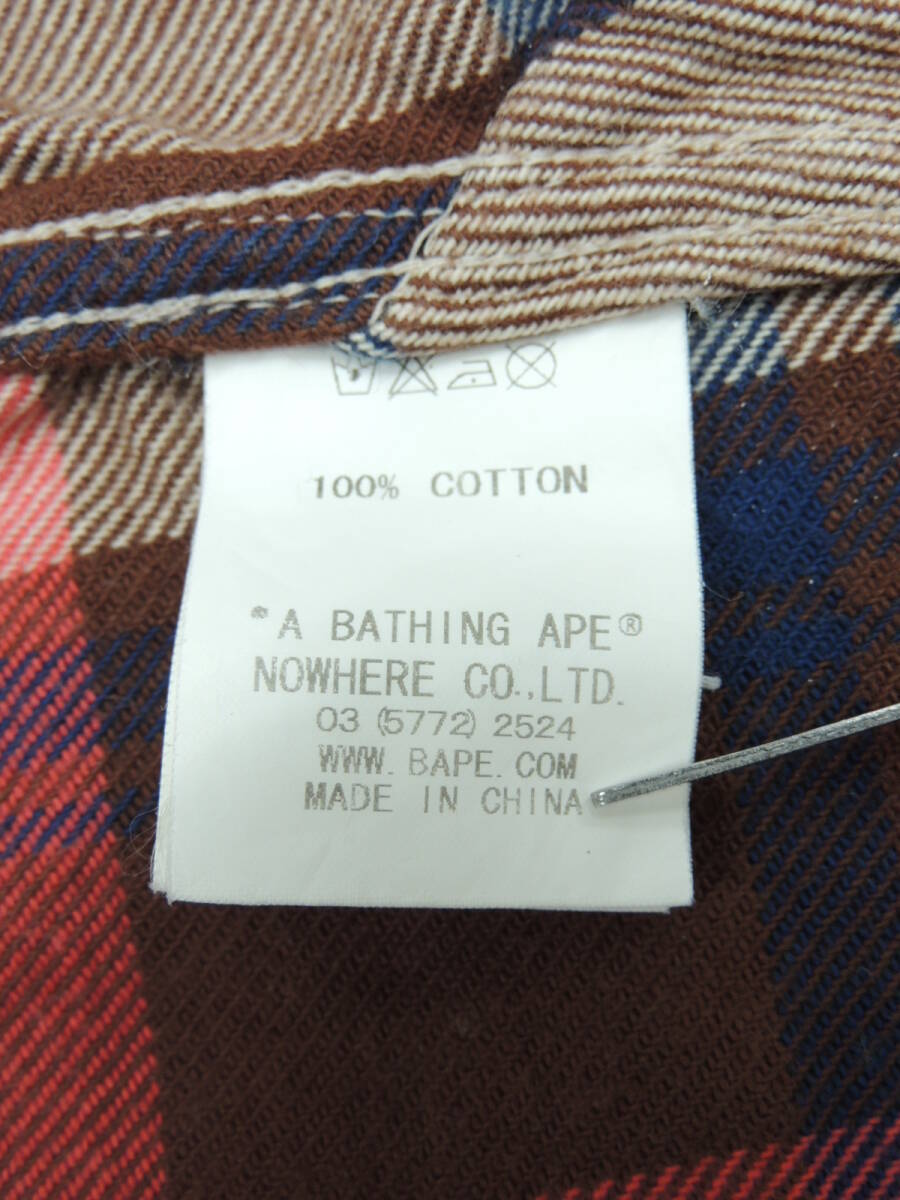 100% COTTON
"A BATHING APE®
NOWHERE CO.,LTD.
03 (5772) 2524
WWW. BAPE. COM
MADE IN CHINA